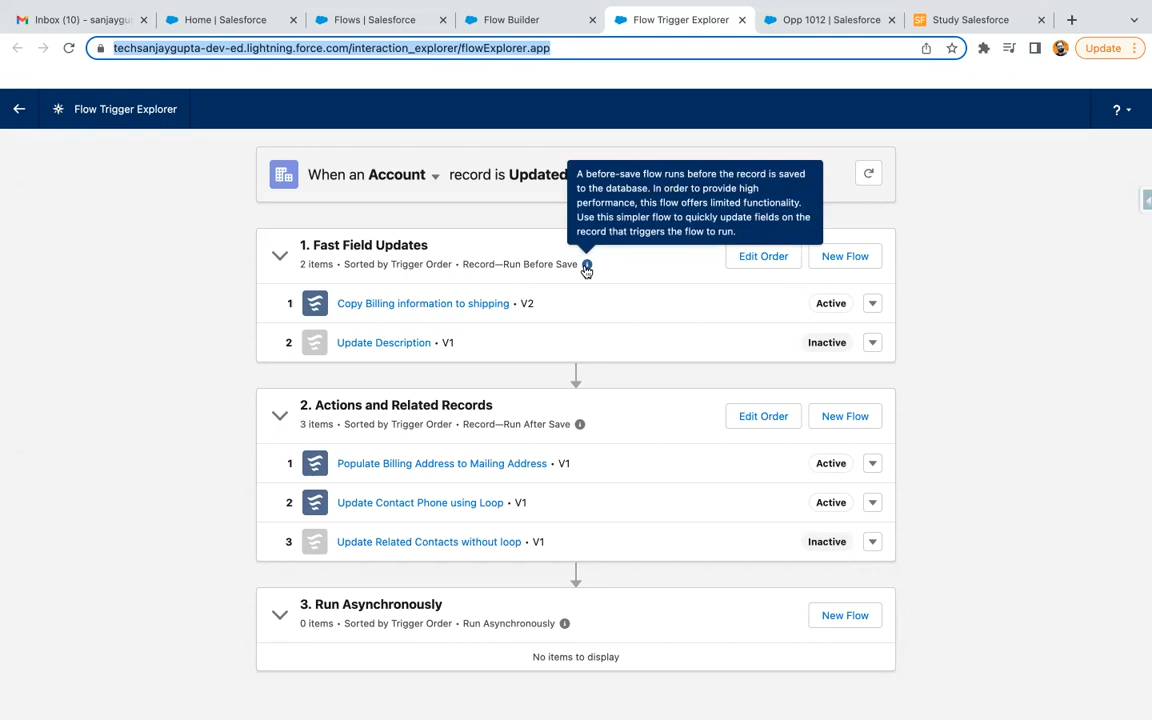 Inbox (10) - sanjaygu
Home | Salesforce
Flows | Salesforce
Flow Builder
Flow Trigger Explorer
Opp 1012 | Salesforce
SF Study Salesforce
techsanjaygupta-dev-ed.lightning.force.com/interaction_explorer/flowExplorer.app
Update
Flow Trigger Explorer
?
When an Account record is Updated
A before-save flow runs before the record is saved
to the database. In order to provide high
performance, this flow offers limited functionality.
Use this simpler flow to quickly update fields on the
record that triggers the flow to run.
1. Fast Field Updates
2 items • Sorted by Trigger Order • Record—Run Before Save
Edit Order
New Flow
1 Copy Billing information to shipping • V2 Active
2 Update Description • V1 Inactive
2. Actions and Related Records
3 items • Sorted by Trigger Order • Record—Run After Save
Edit Order
New Flow
1 Populate Billing Address to Mailing Address • V1 Active
2 Update Contact Phone using Loop • V1 Active
3 Update Related Contacts without loop • V1 Inactive
3. Run Asynchronously
0 items • Sorted by Trigger Order • Run Asynchronously
New Flow
No items to display